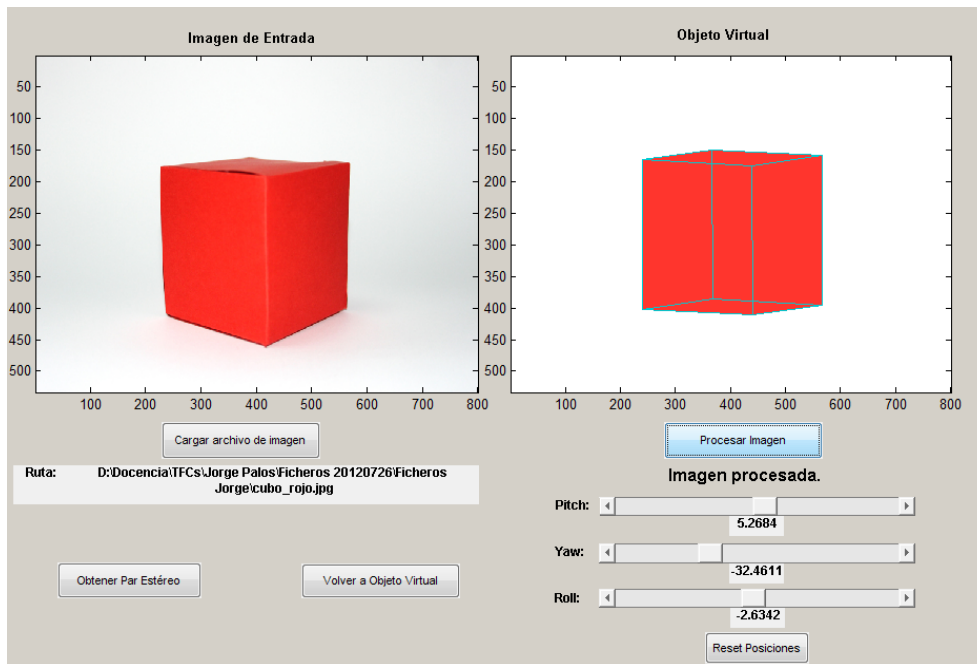 Imagen de Entrada
Objeto Virtual
50
100
150
200
250
300
350
400
450
500
100 200 300 400 500 600 700 800
50
100
150
200
250
300
350
400
450
500
100 200 300 400 500 600 700 800
Cargar archivo de imagen
Procesar Imagen
Ruta: D:\Docencia\TFCs\Jorge Palos\Ficheros 20120726\Ficheros
Jorge\cubo_rojo.jpg
Imagen procesada.
Pitch:
5.2684
Yaw:
-32.4611
Roll:
-2.6342
Obtener Par Estéreo
Volver a Objeto Virtual
Reset Posiciones